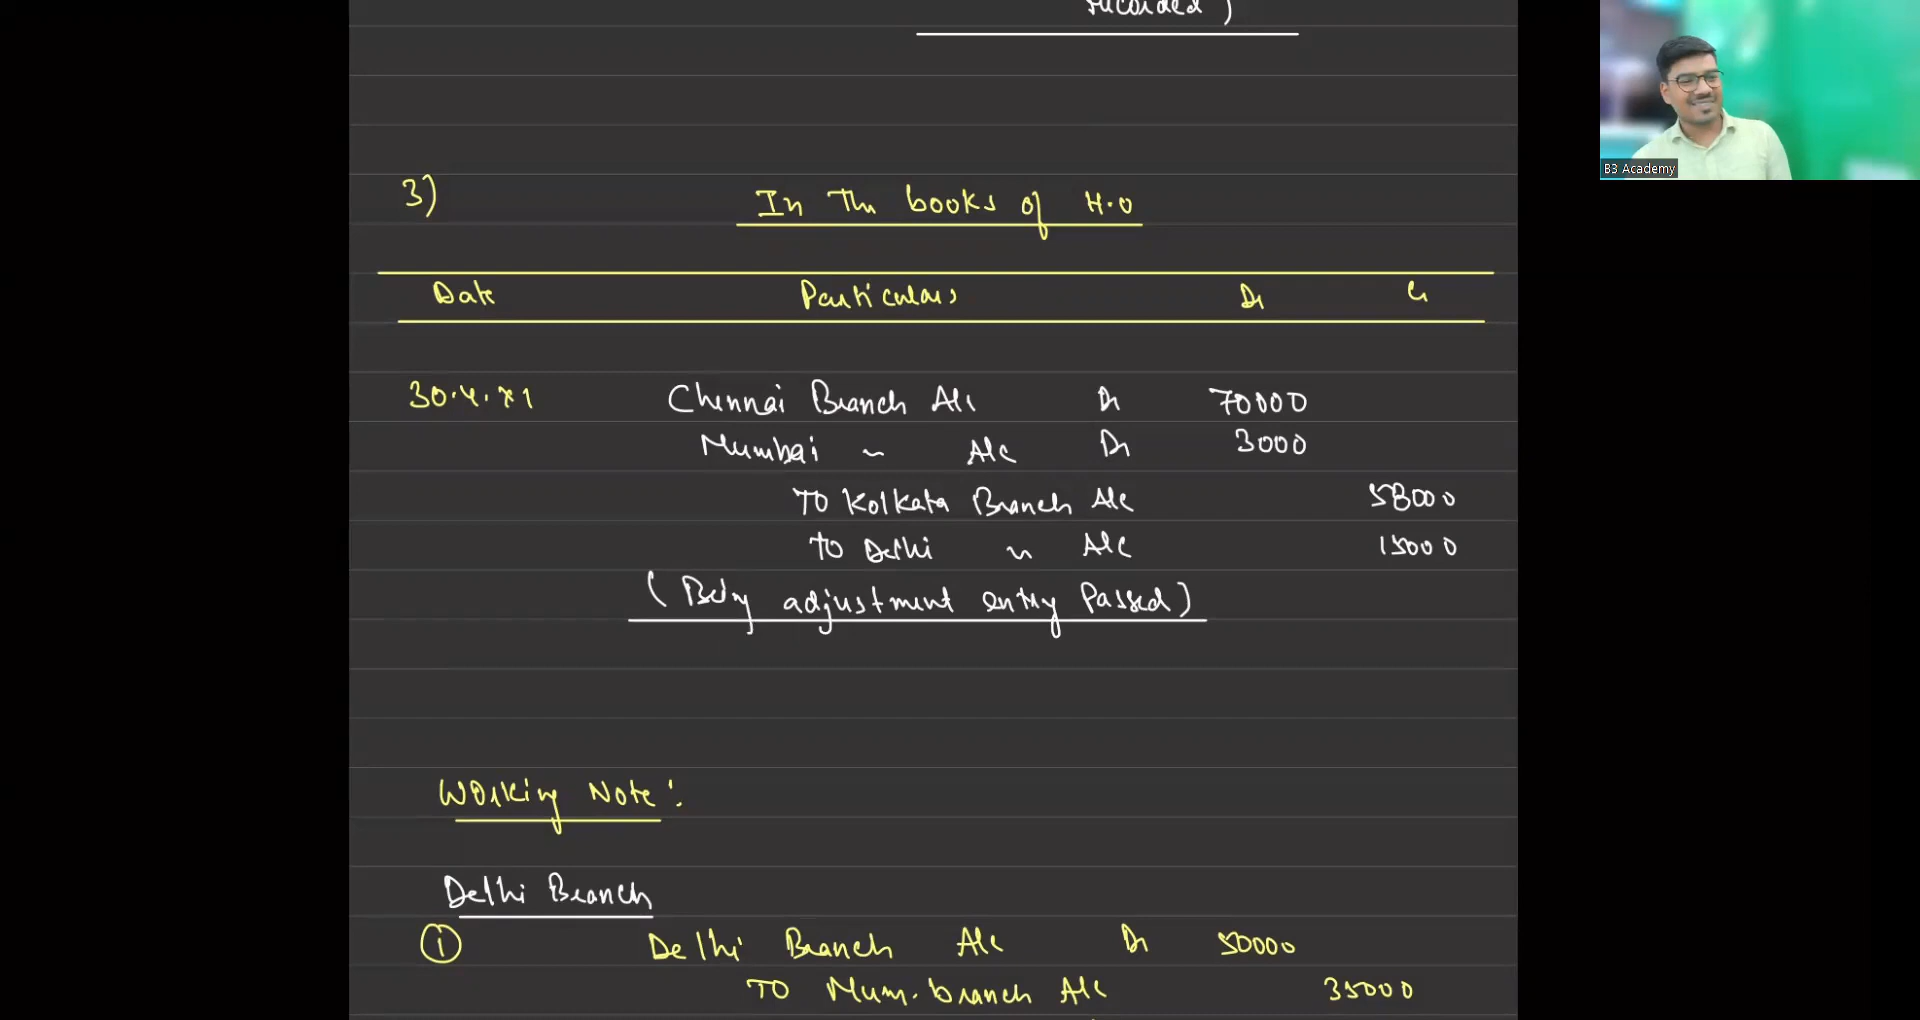 recorded)
B3 Academy
3) In The books of H.O
Date Particulars Dr Cr
30.4.x1 Chennai Branch A/c Dr 70000
Mumbai ~ A/c Dr 3000
To Kolkata Branch A/c 58000
To Delhi ~ A/c 15000
(Being adjustment entry Passed)
Working Note:
Delhi Branch
① Delhi Branch A/c Dr 50000
To Mum. branch A/c 35000